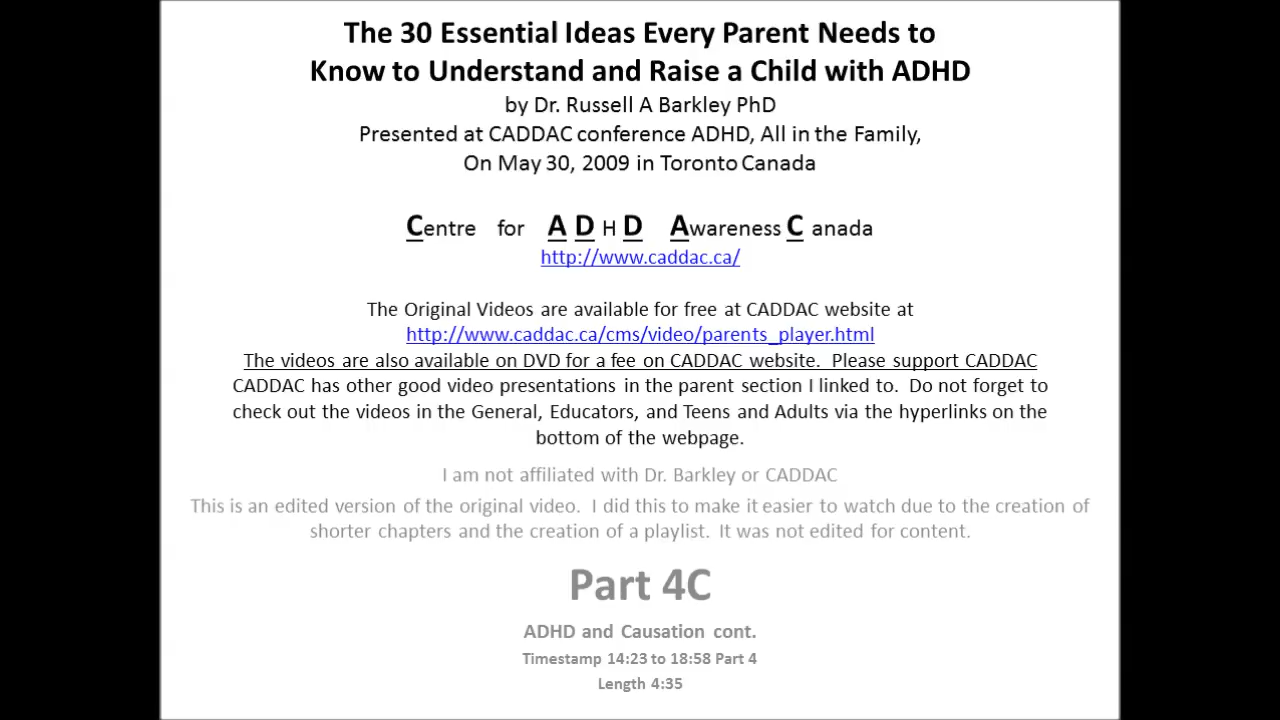 The 30 Essential Ideas Every Parent Needs to
Know to Understand and Raise a Child with ADHD
by Dr. Russell A Barkley PhD
Presented at CADDAC conference ADHD, All in the Family,
On May 30, 2009 in Toronto Canada
Centre for A D H D Awareness C anada
http://www.caddac.ca/
The Original Videos are available for free at CADDAC website at
http://www.caddac.ca/cms/video/parents_player.html
The videos are also available on DVD for a fee on CADDAC website. Please support CADDAC
CADDAC has other good video presentations in the parent section I linked to. Do not forget to
check out the videos in the General, Educators, and Teens and Adults via the hyperlinks on the
bottom of the webpage.
I am not affiliated with Dr. Barkley or CADDAC
This is an edited version of the original video. I did this to make it easier to watch due to the creation of
shorter chapters and the creation of a playlist. It was not edited for content.
Part 4C
ADHD and Causation cont.
Timestamp 14:23 to 18:58 Part 4
Length 4:35